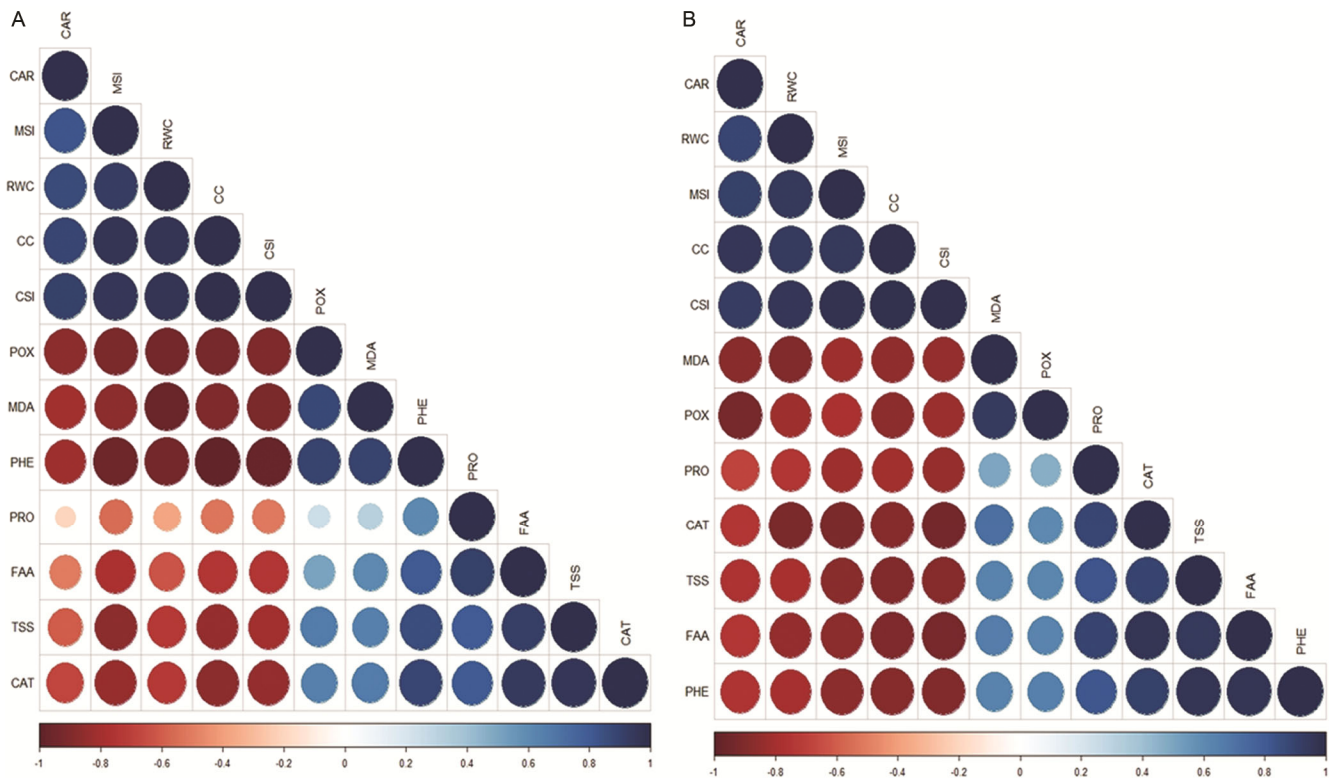 A
CAR
CAR
MSI
MSI
RWC
RWC
CC
CC
CSI
CSI
POX
POX
MDA
MDA
PHE
PHE
PRO
PRO
FAA
FAA
TSS
TSS
CAT
CAT
-1 -0.8 -0.6 -0.4 -0.2 0 0.2 0.4 0.6 0.8 1
B
CAR
CAR
RWC
RWC
MSI
MSI
CC
CC
CSI
CSI
MDA
MDA
POX
POX
PRO
PRO
CAT
CAT
TSS
TSS
FAA
FAA
PHE
PHE
-1 -0.8 -0.6 -0.4 -0.2 0 0.2 0.4 0.6 0.8 1